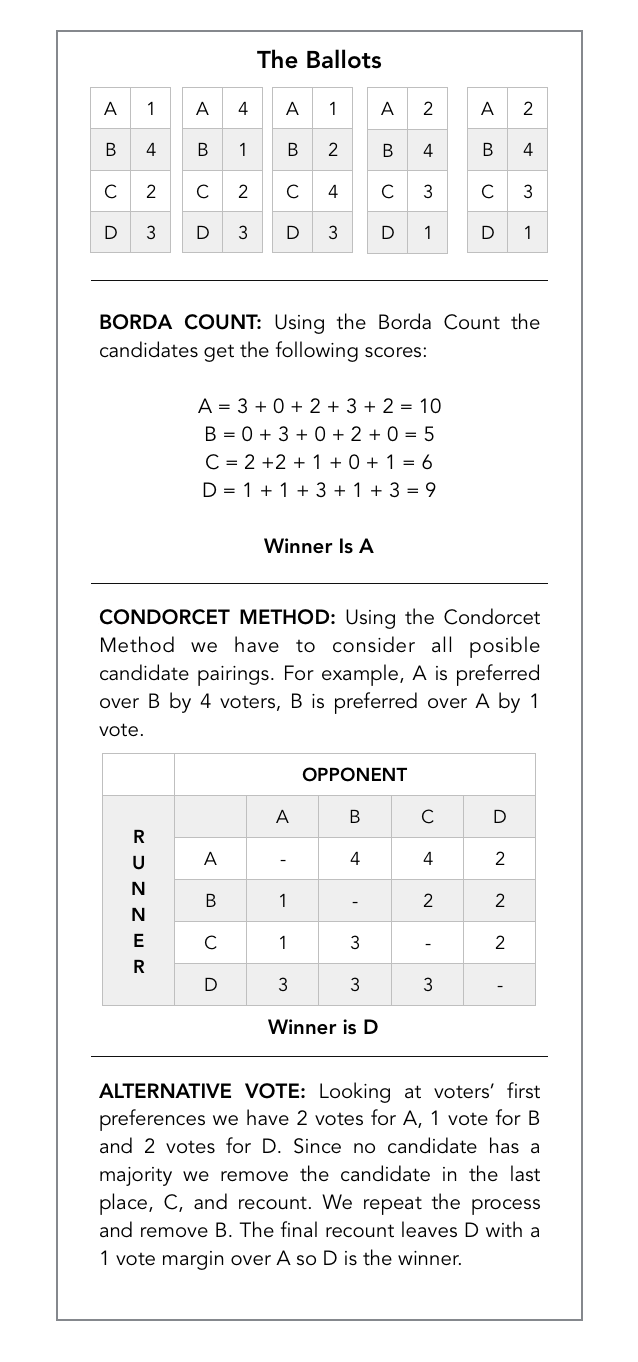 The Ballots
A 1 A 4 A 1 A 2 A 2
B 4 B 1 B 2 B 4 B 4
C 2 C 2 C 4 C 3 C 3
D 3 D 3 D 3 D 1 D 1
BORDA COUNT: Using the Borda Count the
candidates get the following scores:
A = 3 + 0 + 2 + 3 + 2 = 10
B = 0 + 3 + 0 + 2 + 0 = 5
C = 2 +2 + 1 + 0 + 1 = 6
D = 1 + 1 + 3 + 1 + 3 = 9
Winner Is A
CONDORCET METHOD: Using the Condorcet
Method we have to consider all posible
candidate pairings. For example, A is preferred
over B by 4 voters, B is preferred over A by 1
vote.
OPPONENT
RUNNER
A B C D
A - 4 4 2
B 1 - 2 2
C 1 3 - 2
D 3 3 3 -
Winner is D
ALTERNATIVE VOTE: Looking at voters’ first
preferences we have 2 votes for A, 1 vote for B
and 2 votes for D. Since no candidate has a
majority we remove the candidate in the last
place, C, and recount. We repeat the process
and remove B. The final recount leaves D with a
1 vote margin over A so D is the winner.